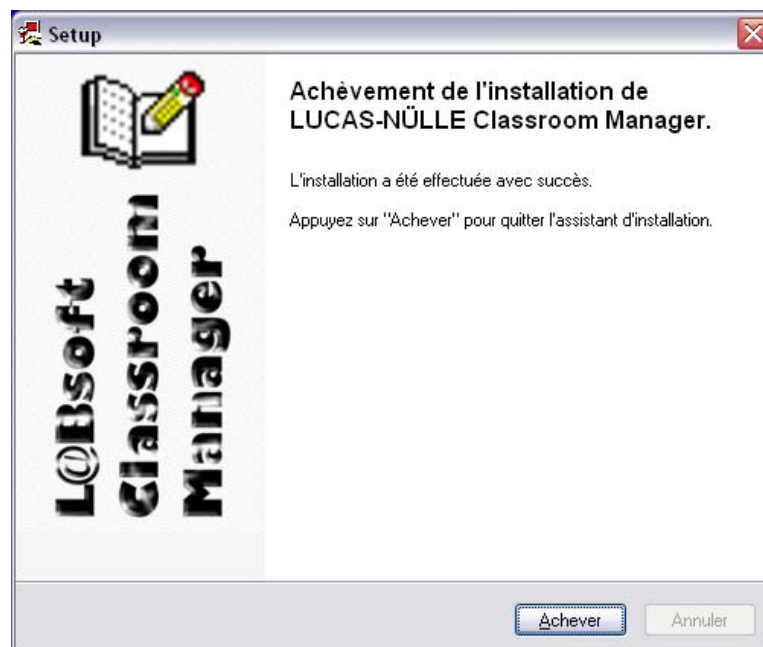 Setup
L@Bsoft
Classroom
Manager
Achèvement de l'installation de
LUCAS-NÜLLE Classroom Manager.
L'installation a été effectuée avec succès.
Appuyez sur "Achever" pour quitter l'assistant d'installation.
Achever
Annuler